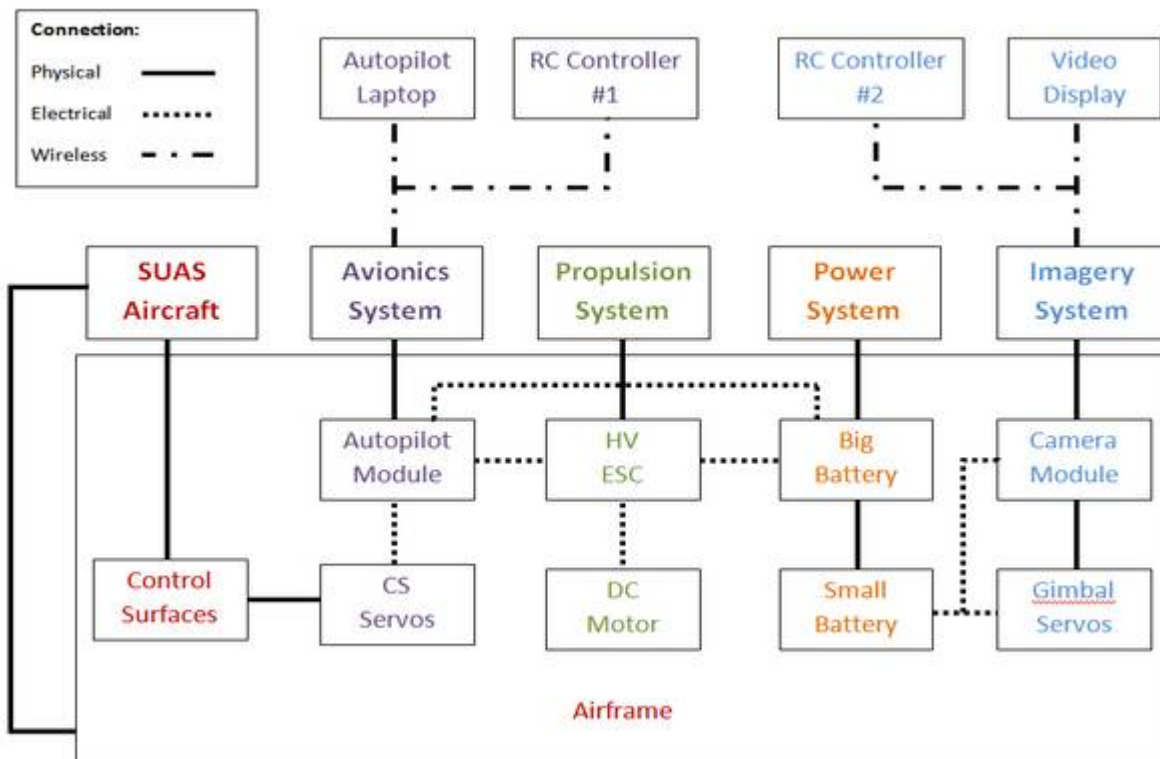 Connection:
Physical
Electrical
Wireless
Autopilot
Laptop
RC Controller
#1
RC Controller
#2
Video
Display
SUAS
Aircraft
Avionics
System
Propulsion
System
Power
System
Imagery
System
Autopilot
Module
HV
ESC
Big
Battery
Camera
Module
Control
Surfaces
CS
Servos
DC
Motor
Small
Battery
Gimbal
Servos
Airframe